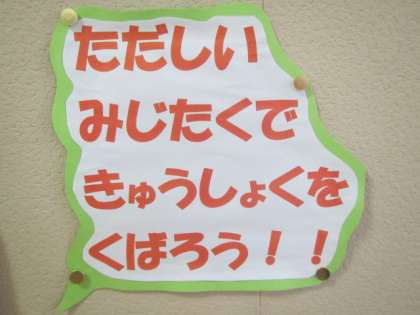 ただしい
みじたくで
きゅうしょくを
くばろう！！